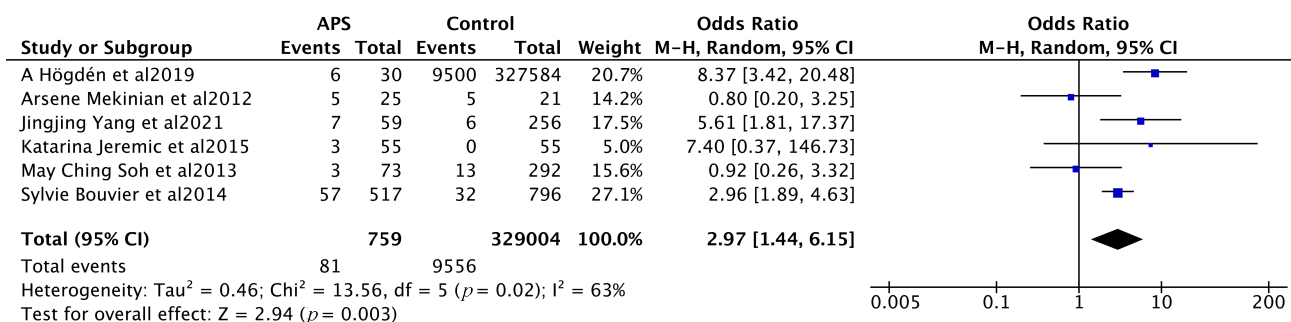 APS Control Odds Ratio Odds Ratio
Study or Subgroup Events Total Events Total Weight M-H, Random, 95% CI M-H, Random, 95% CI
A Högdén et al2019 6 30 9500 327584 20.7% 8.37 [3.42, 20.48]
Arsene Mekinian et al2012 5 25 5 21 14.2% 0.80 [0.20, 3.25]
Jingjing Yang et al2021 7 59 6 256 17.5% 5.61 [1.81, 17.37]
Katarina Jeremic et al2015 3 55 0 55 5.0% 7.40 [0.37, 146.73]
May Ching Soh et al2013 3 73 13 292 15.6% 0.92 [0.26, 3.32]
Sylvie Bouvier et al2014 57 517 32 796 27.1% 2.96 [1.89, 4.63]
Total (95% CI) 759 329004 100.0% 2.97 [1.44, 6.15]
Total events 81 9556
Heterogeneity: Tau² = 0.46; Chi² = 13.56, df = 5 (p = 0.02); I² = 63%
Test for overall effect: Z = 2.94 (p = 0.003)
0.005 0.1 1 10 200